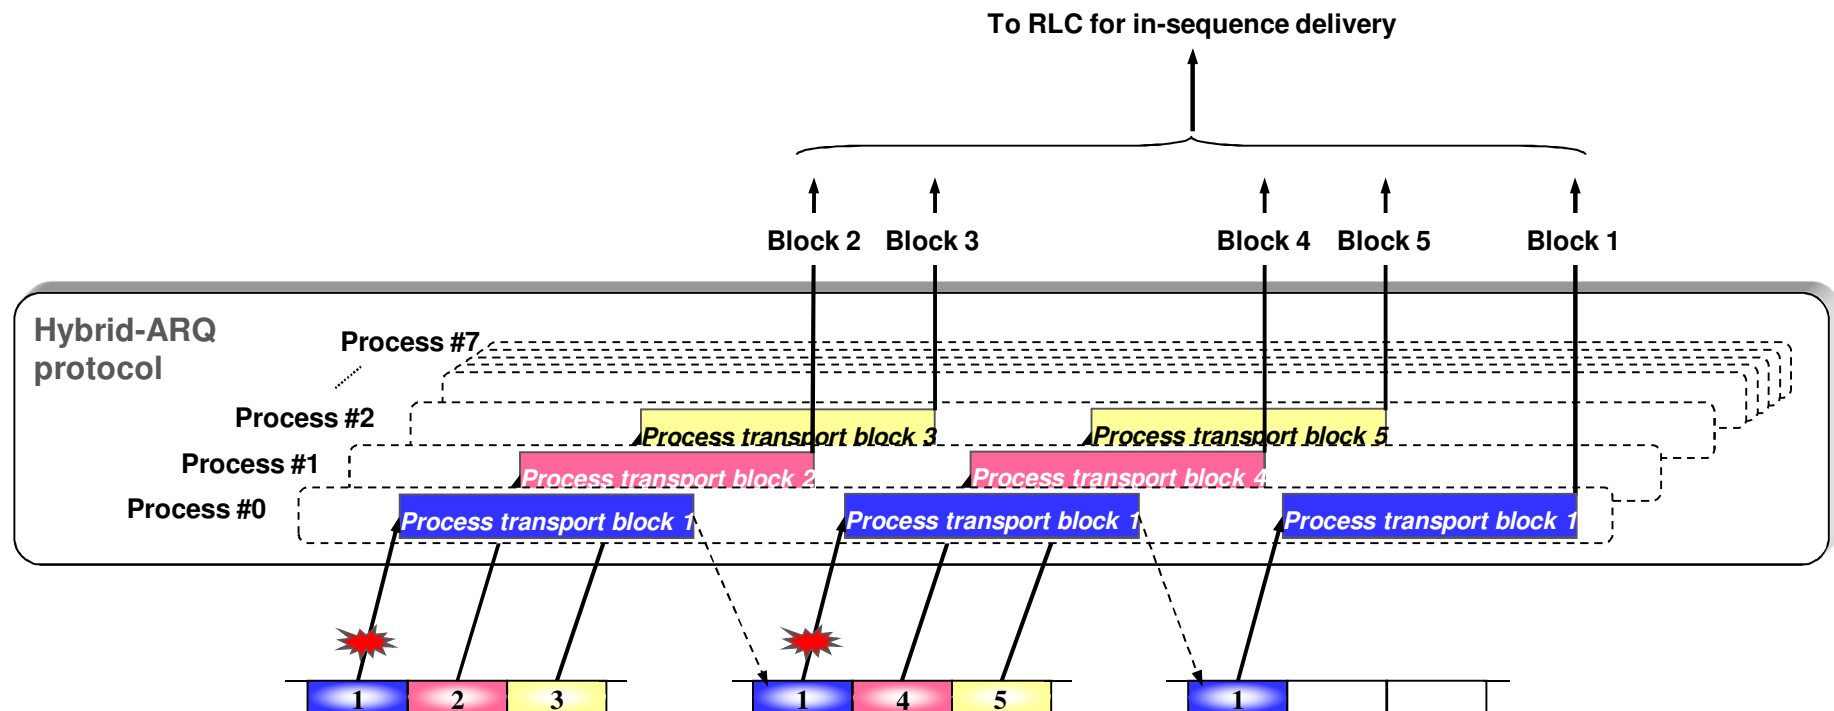 To RLC for in-sequence delivery
Block 2 Block 3 Block 4 Block 5 Block 1
Hybrid-ARQ
protocol
Process #7
Process #2
Process transport block 3 Process transport block 5
Process #1
Process transport block 2 Process transport block 4
Process #0
Process transport block 1 Process transport block 1 Process transport block 1
1 2 3 1 4 5 1